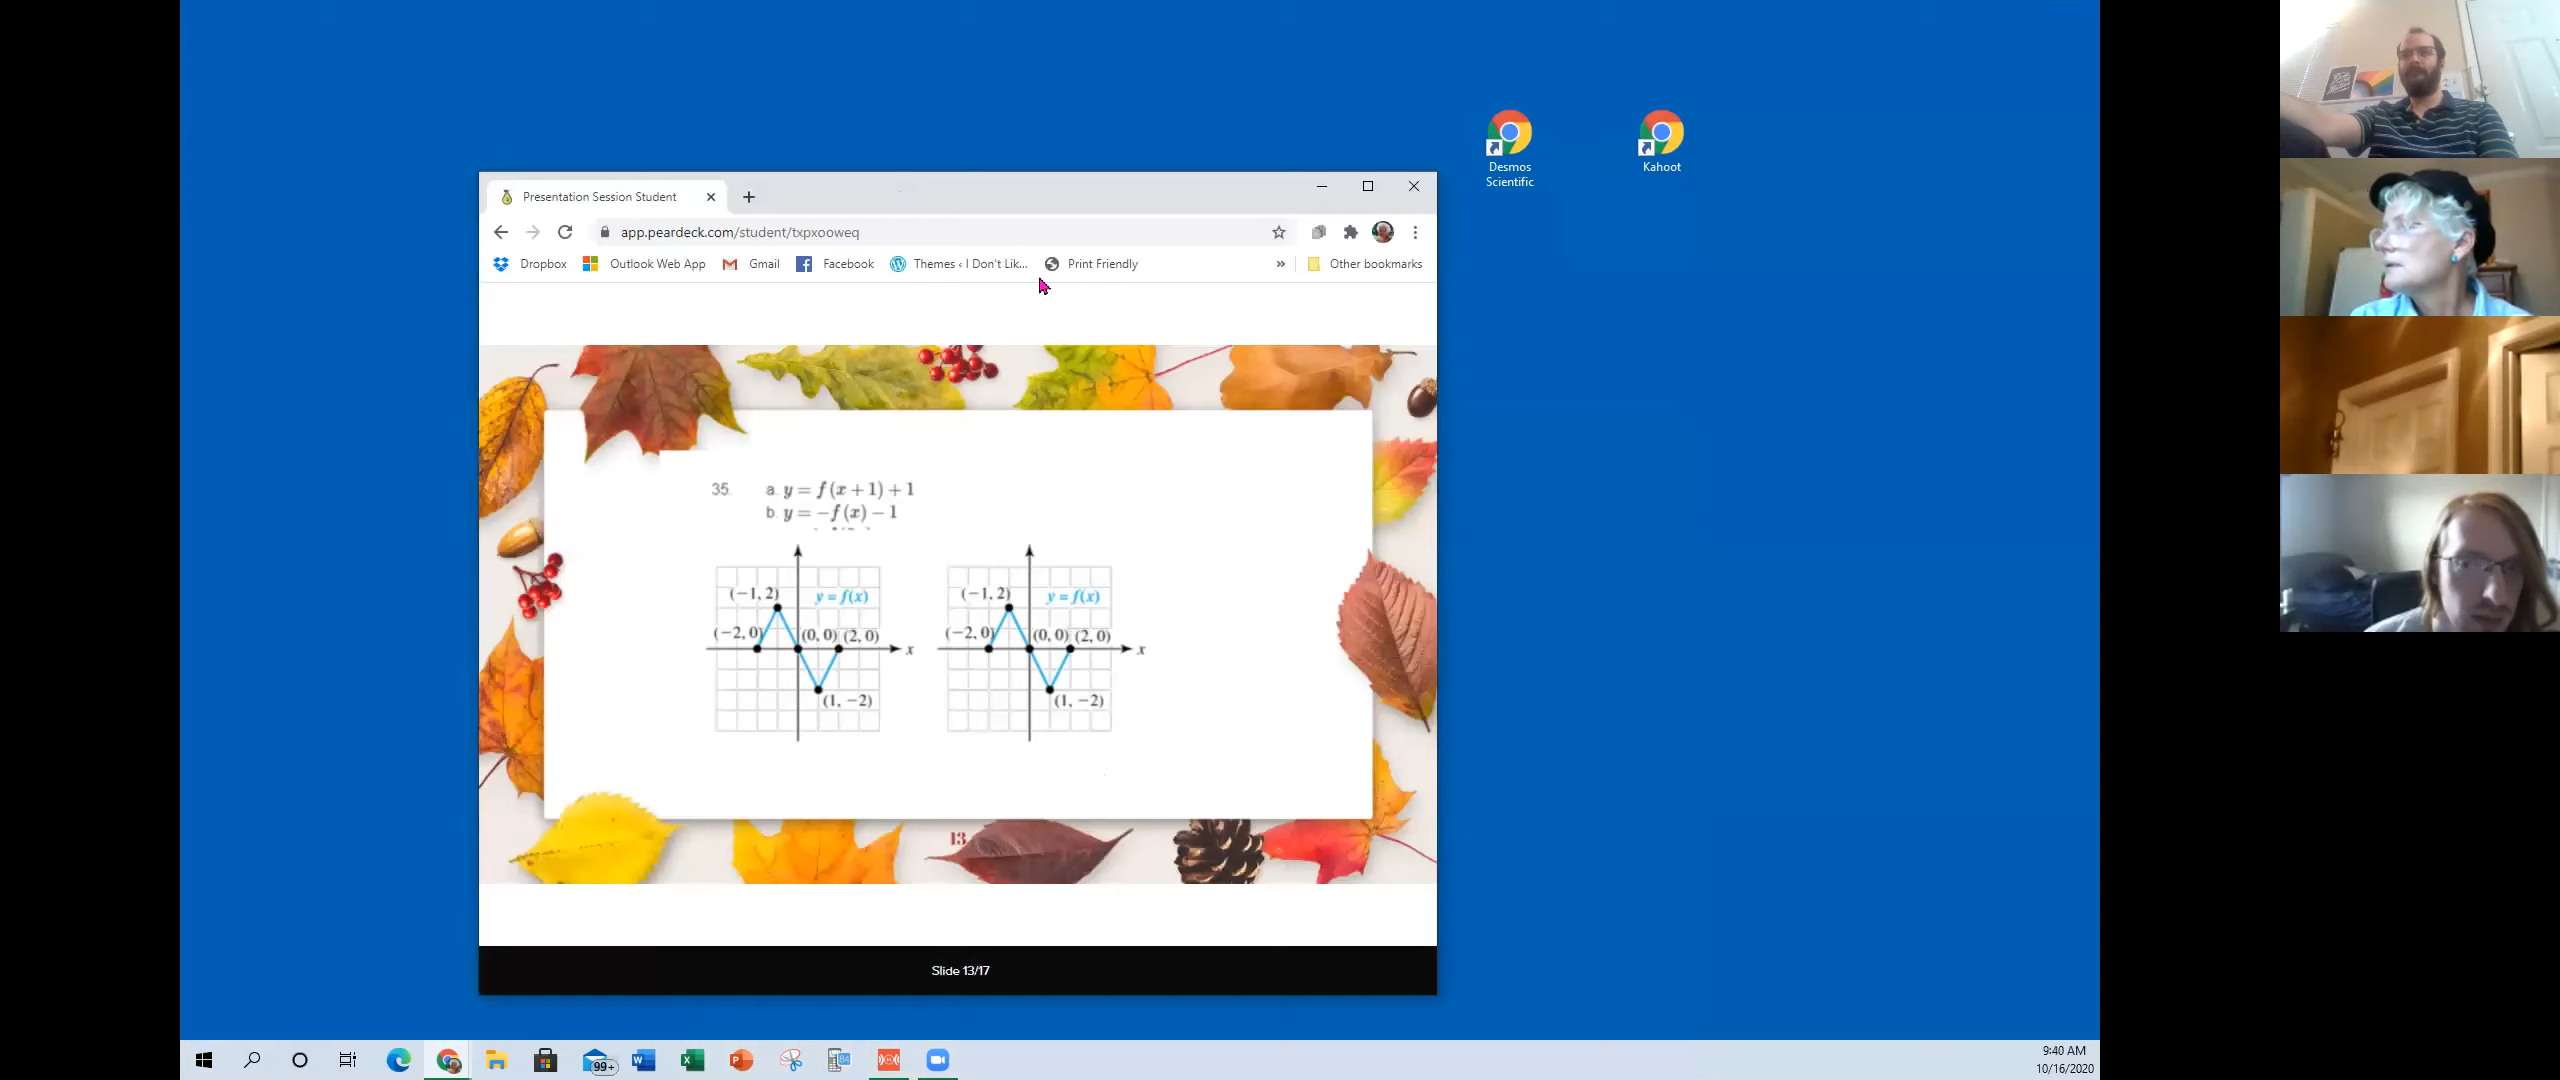 Desmos
Scientific
Kahoot
Presentation Session Student
app.peardeck.com/student/txpxooweq
Dropbox Outlook Web App Gmail Facebook Themes ‹ I Don't Lik... Print Friendly » Other bookmarks
35. a. y = f(x + 1) + 1
b. y = −f(x) − 1
(−1, 2) y = f(x)
(−2, 0) (0, 0) (2, 0)
x
(1, −2)
(−1, 2) y = f(x)
(−2, 0) (0, 0) (2, 0)
x
(1, −2)
13
Slide 13/17
99+
84
9:40 AM
10/16/2020